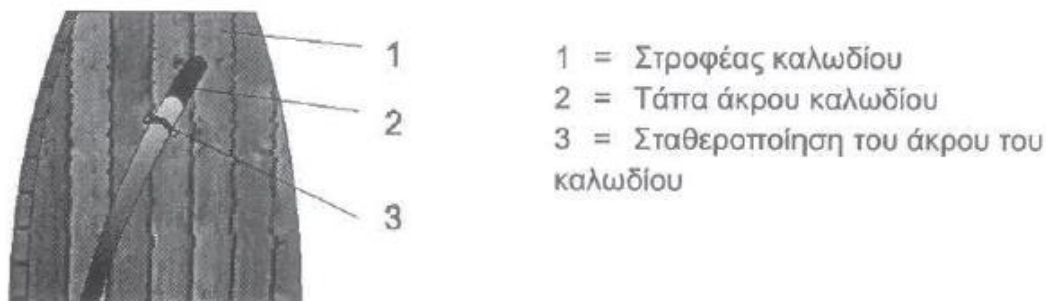 1
2
3
1 = Στροφέας καλωδίου
2 = Τάπα άκρου καλωδίου
3 = Σταθεροποίηση του άκρου του
καλωδίου